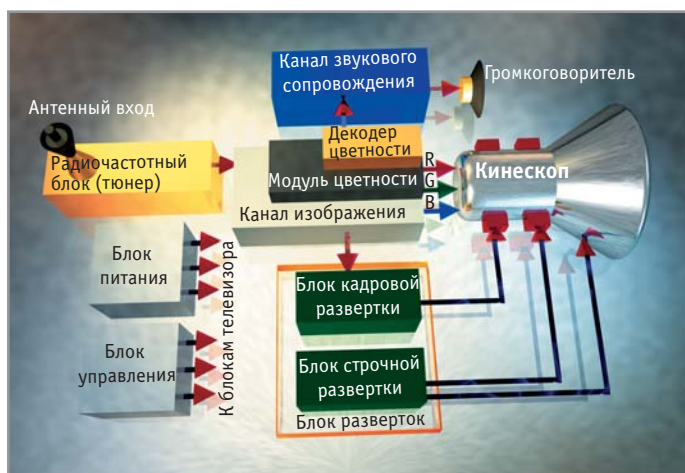 Канал звукового
сопровождения
Громкоговоритель
Антенный вход
Декодер
цветности
Радиочастотный
блок (тюнер)
R
Модуль цветности
G
Кинескоп
Канал изображения
B
Блок
питания
К блокам телевизора
Блок кадровой
развертки
Блок
управления
Блок строчной
развертки
Блок разверток